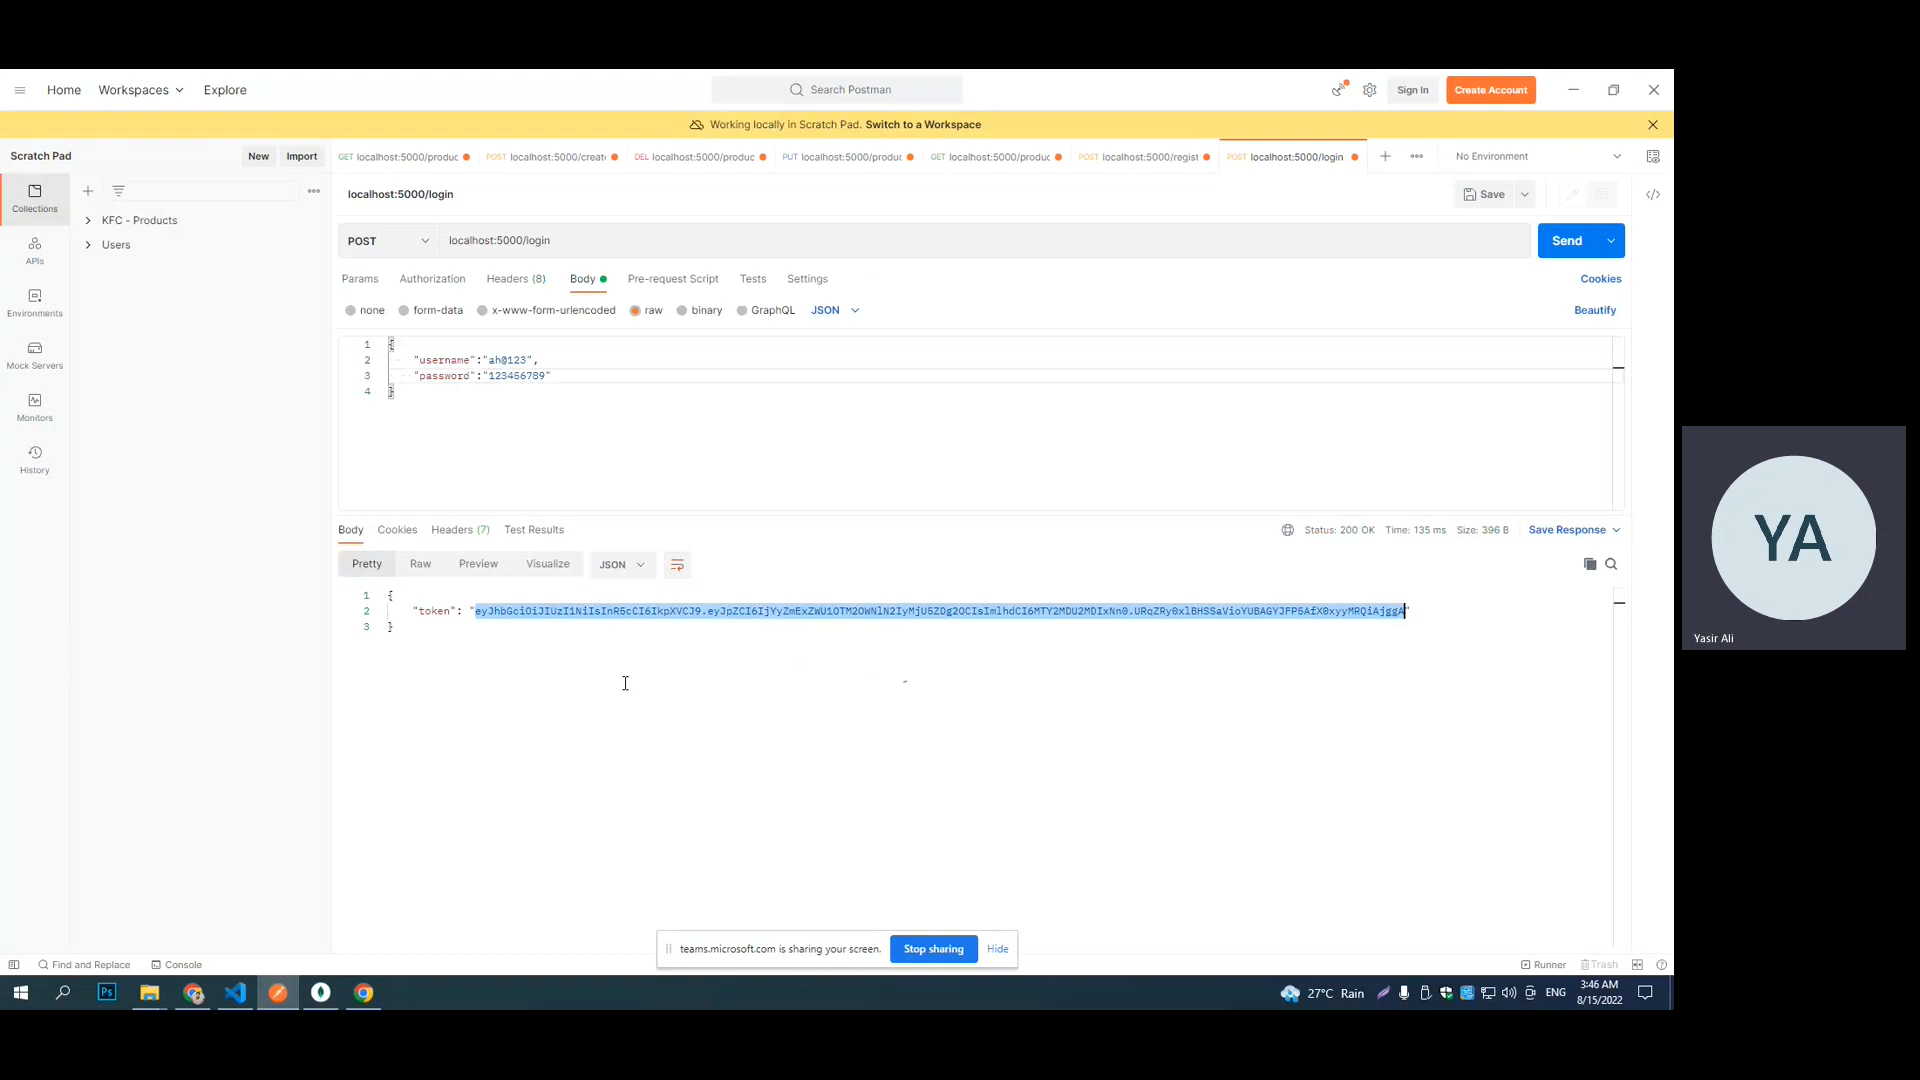 Home Workspaces Explore Search Postman Sign In Create Account
Working locally in Scratch Pad. Switch to a Workspace
Scratch Pad New Import GET localhost:5000/produc POST localhost:5000/create DEL localhost:5000/produc PUT localhost:5000/produc GET localhost:5000/produc POST localhost:5000/regist POST localhost:5000/login No Environment
localhost:5000/login Save
Collections
KFC - Products
Users
APIs
Environments
Mock Servers
Monitors
History
POST localhost:5000/login Send
Params Authorization Headers (8) Body Pre-request Script Tests Settings Cookies
none form-data x-www-form-urlencoded raw binary GraphQL JSON Beautify
1 {
2 "username":"ah@123",
3 "password":"123456789"
4 }
Body Cookies Headers (7) Test Results Status: 200 OK Time: 135 ms Size: 396 B Save Response
Pretty Raw Preview Visualize JSON
1 {
2 "token": "
3 }
YA
Yasir Ali
teams.microsoft.com is sharing your screen. Stop sharing Hide
Find and Replace Console Runner Trash
Ps 27°C Rain ENG 3:46 AM
8/15/2022